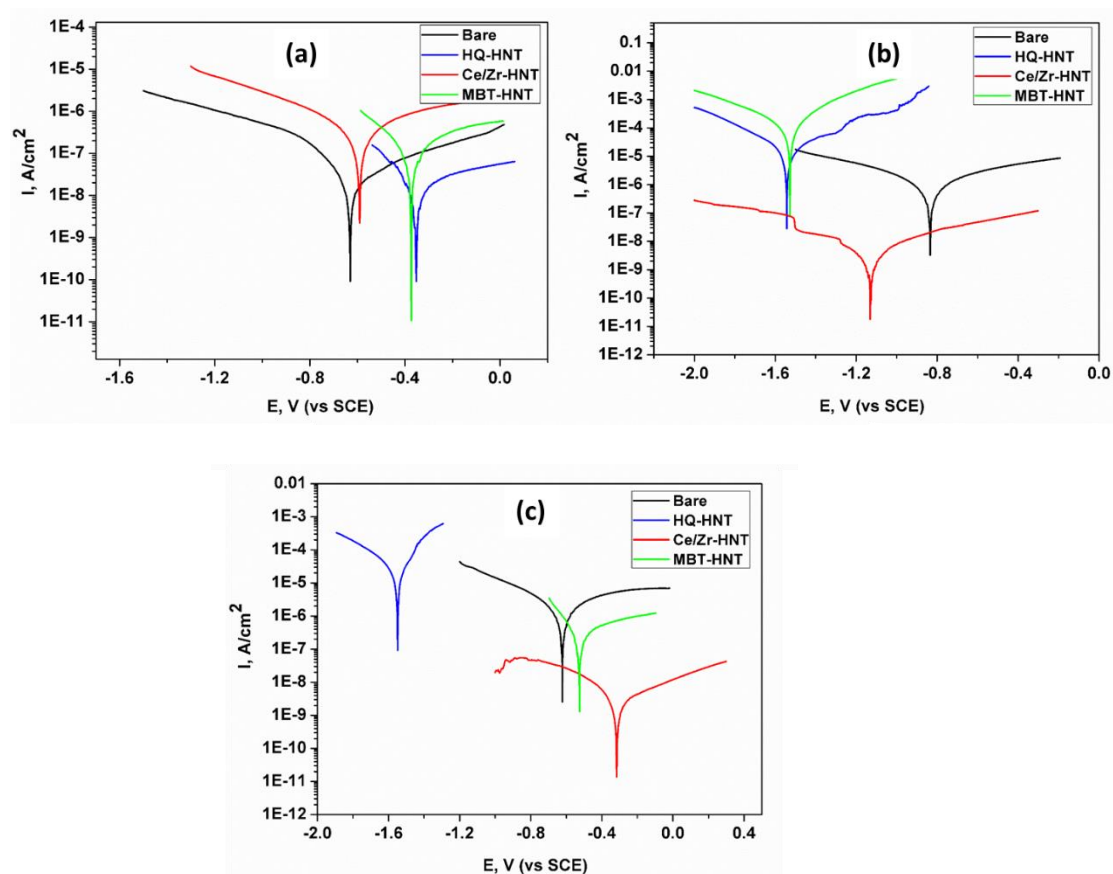 (a)
Bare
HQ-HNT
Ce/Zr-HNT
MBT-HNT
1E-4
1E-5
1E-6
1E-7
1E-8
1E-9
1E-10
1E-11
I, A/cm²
-1.6 -1.2 -0.8 -0.4 0.0
E, V (vs SCE)
(b)
Bare
HQ-HNT
Ce/Zr-HNT
MBT-HNT
0.1
0.01
1E-3
1E-4
1E-5
1E-6
1E-7
1E-8
1E-9
1E-10
1E-11
1E-12
I, A/cm²
-2.0 -1.6 -1.2 -0.8 -0.4 0.0
E, V (vs SCE)
(c)
Bare
HQ-HNT
Ce/Zr-HNT
MBT-HNT
0.01
1E-3
1E-4
1E-5
1E-6
1E-7
1E-8
1E-9
1E-10
1E-11
1E-12
I, A/cm²
-2.0 -1.6 -1.2 -0.8 -0.4 0.0 0.4
E, V (vs SCE)